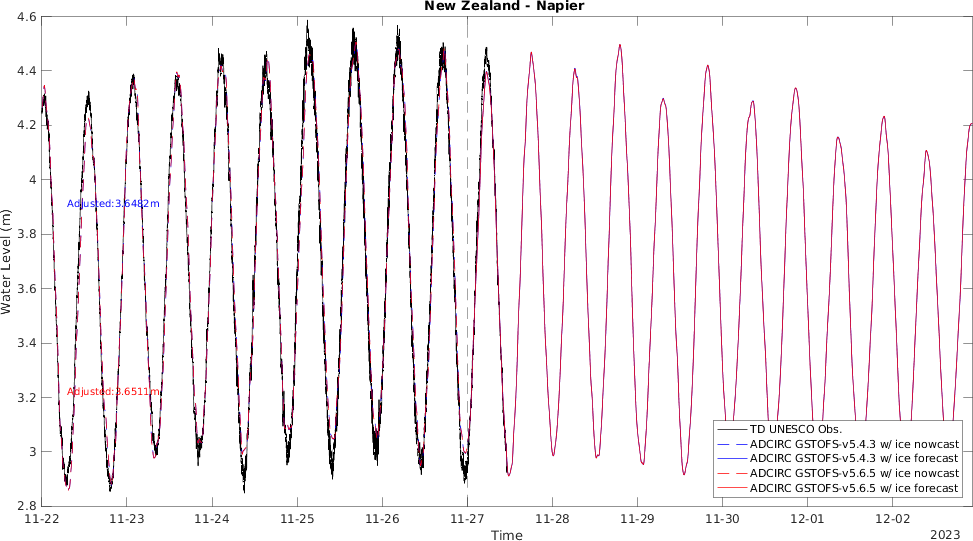 New Zealand - Napier
Water Level (m)
4.6
4.4
4.2
4
3.8
3.6
3.4
3.2
3
2.8
Adjusted:3.6482m
Adjusted:3.6511m
TD UNESCO Obs.
ADCIRC GSTOFS-v5.4.3 w/ ice nowcast
ADCIRC GSTOFS-v5.4.3 w/ ice forecast
ADCIRC GSTOFS-v5.6.5 w/ ice nowcast
ADCIRC GSTOFS-v5.6.5 w/ ice forecast
11-22 11-23 11-24 11-25 11-26 11-27 11-28 11-29 11-30 12-01 12-02
Time
2023